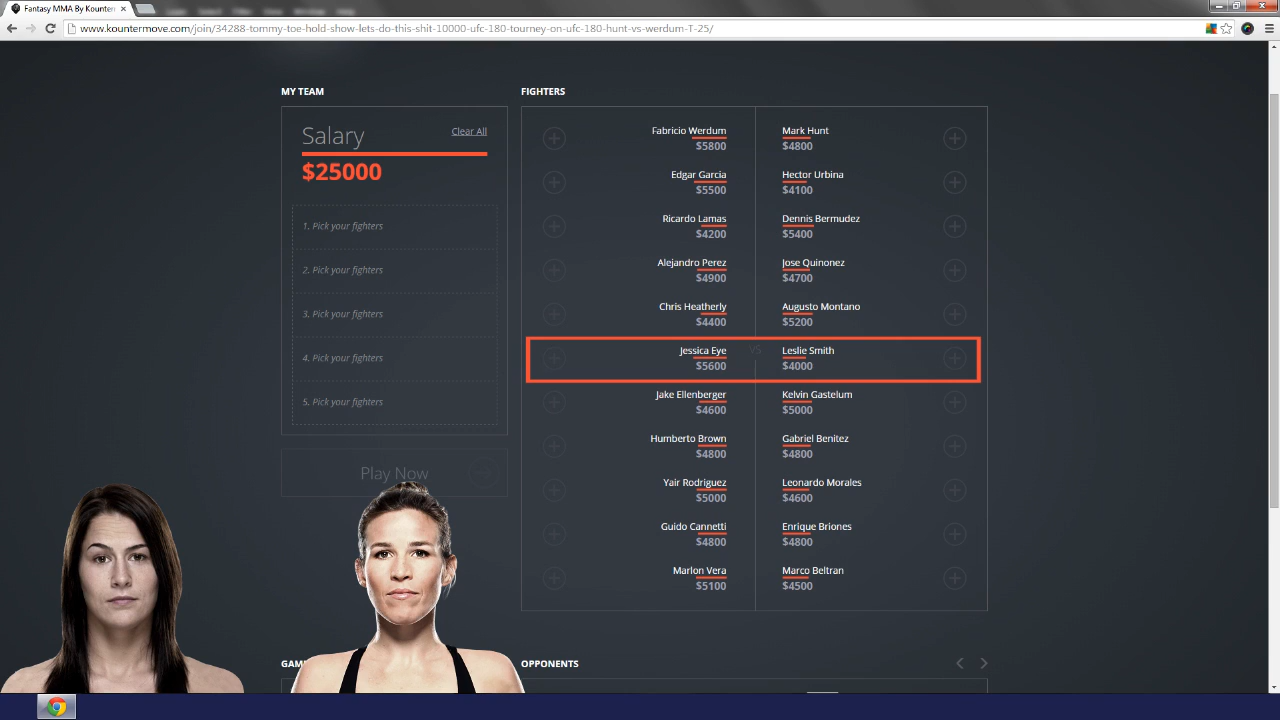 Fantasy MMA By Kounter
www.kountermove.com/join/34288-tommy-toe-hold-show-lets-do-this-shit-10000-ufc-180-tourney-on-ufc-180-hunt-vs-werdum-T-25/
MY TEAM
Salary
Clear All
$25000
1. Pick your fighters
2. Pick your fighters
3. Pick your fighters
4. Pick your fighters
5. Pick your fighters
Play Now
FIGHTERS
Fabricio Werdum Mark Hunt
$5800 $4800
Edgar Garcia Hector Urbina
$5500 $4100
Ricardo Lamas Dennis Bermudez
$4200 $5400
Alejandro Perez Jose Quinonez
$4900 $4700
Chris Heatherly Augusto Montano
$4400 $5200
Jessica Eye VS Leslie Smith
$5600 $4000
Jake Ellenberger Kelvin Gastelum
$4600 $5000
Humberto Brown Gabriel Benitez
$4800 $4800
Yair Rodriguez Leonardo Morales
$5000 $4600
Guido Cannetti Enrique Briones
$4800 $4800
Marlon Vera Marco Beltran
$5100 $4500
OPPONENTS